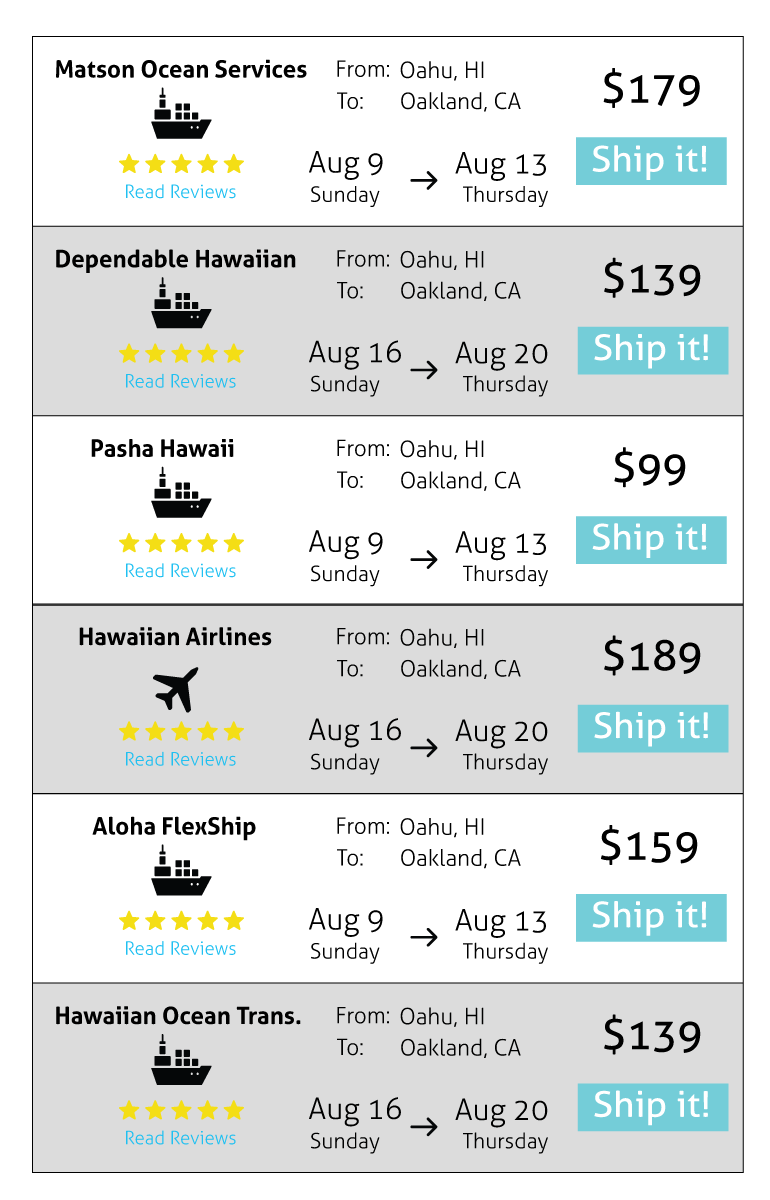 Matson Ocean Services
From: Oahu, HI
To: Oakland, CA
$179
Read Reviews
Aug 9 → Aug 13
Sunday Thursday
Ship it!
Dependable Hawaiian
From: Oahu, HI
To: Oakland, CA
$139
Read Reviews
Aug 16 → Aug 20
Sunday Thursday
Ship it!
Pasha Hawaii
From: Oahu, HI
To: Oakland, CA
$99
Read Reviews
Aug 9 → Aug 13
Sunday Thursday
Ship it!
Hawaiian Airlines
From: Oahu, HI
To: Oakland, CA
$189
Read Reviews
Aug 16 → Aug 20
Sunday Thursday
Ship it!
Aloha FlexShip
From: Oahu, HI
To: Oakland, CA
$159
Read Reviews
Aug 9 → Aug 13
Sunday Thursday
Ship it!
Hawaiian Ocean Trans.
From: Oahu, HI
To: Oakland, CA
$139
Read Reviews
Aug 16 → Aug 20
Sunday Thursday
Ship it!